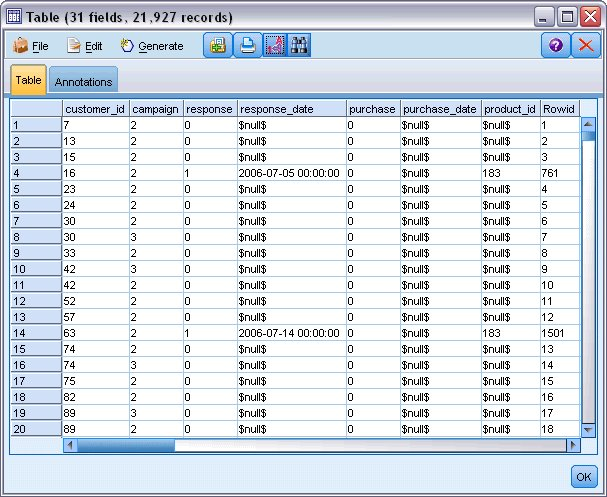 Table (31 fields, 21,927 records)
File Edit Generate
Table Annotations
customer_id campaign response response_date purchase purchase_date product_id Rowid
1 7 2 0 $null$ 0 $null$ $null$ 1
2 13 2 0 $null$ 0 $null$ $null$ 2
3 15 2 0 $null$ 0 $null$ $null$ 3
4 16 2 1 2006-07-05 00:00:00 0 $null$ 183 761
5 23 2 0 $null$ 0 $null$ $null$ 4
6 24 2 0 $null$ 0 $null$ $null$ 5
7 30 2 0 $null$ 0 $null$ $null$ 6
8 30 3 0 $null$ 0 $null$ $null$ 7
9 33 2 0 $null$ 0 $null$ $null$ 8
10 42 3 0 $null$ 0 $null$ $null$ 9
11 42 2 0 $null$ 0 $null$ $null$ 10
12 52 2 0 $null$ 0 $null$ $null$ 11
13 57 2 0 $null$ 0 $null$ $null$ 12
14 63 2 1 2006-07-14 00:00:00 0 $null$ 183 1501
15 74 2 0 $null$ 0 $null$ $null$ 13
16 74 3 0 $null$ 0 $null$ $null$ 14
17 75 2 0 $null$ 0 $null$ $null$ 15
18 82 2 0 $null$ 0 $null$ $null$ 16
19 89 3 0 $null$ 0 $null$ $null$ 17
20 89 2 0 $null$ 0 $null$ $null$ 18
OK